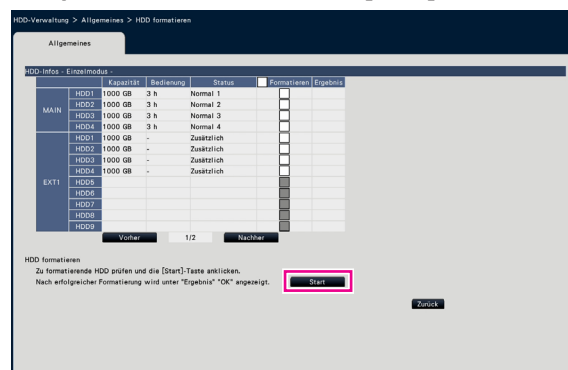 HDD-Verwaltung > Allgemeines > HDD formatieren
Allgemeines
HDD-Infos - Einzelmodus -
Kapazität Bedienung Status Formatieren Ergebnis
MAIN
HDD1 1000 GB 3 h Normal 1
HDD2 1000 GB 3 h Normal 2
HDD3 1000 GB 3 h Normal 3
HDD4 1000 GB 3 h Normal 4
EXT1
HDD1 1000 GB - Zusätzlich
HDD2 1000 GB - Zusätzlich
HDD3 1000 GB - Zusätzlich
HDD4 1000 GB - Zusätzlich
HDD5
HDD6
HDD7
HDD8
HDD9
Vorher 1/2 Nachher
HDD formatieren
Zu formatierende HDD prüfen und die [Start]-Taste anklicken.
Nach erfolgreicher Formatierung wird unter "Ergebnis" "OK" angezeigt. Start
Zurück